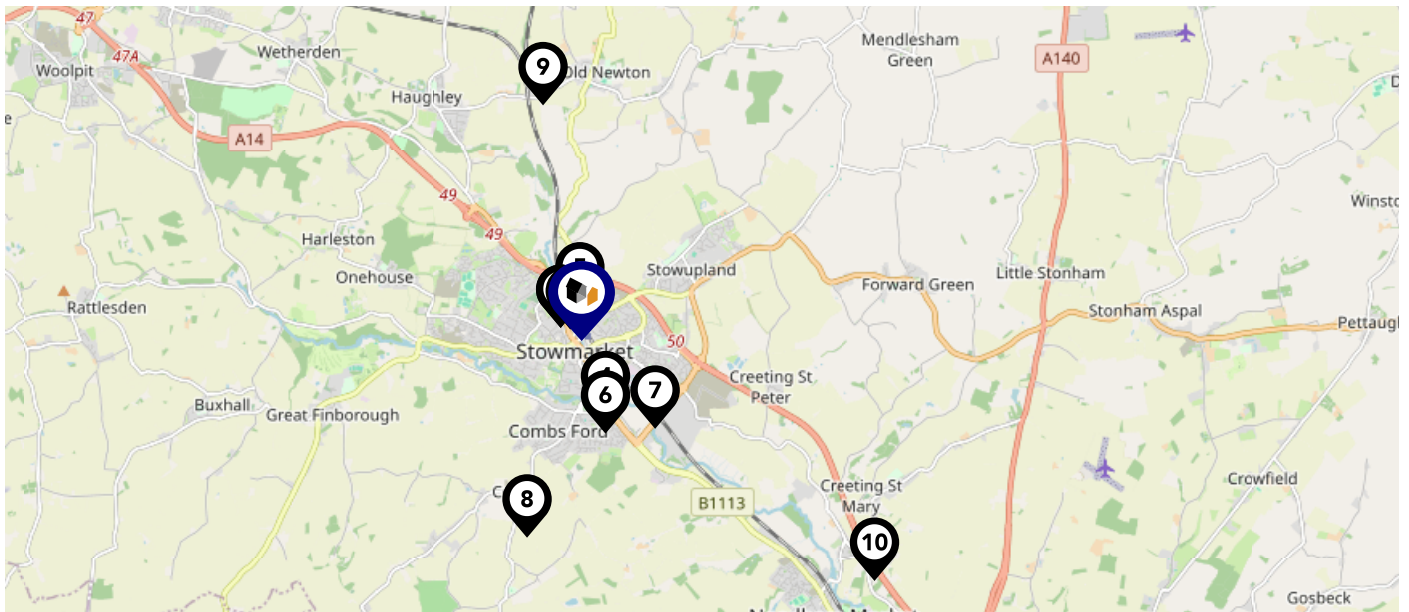 47
Woolpit
47A
Wetherden
9
Old Newton
Mendlesham
Green
A140
Haughley
A14
49
49
Harleston
Onehouse
Stowupland
Little Stonham
Forward Green
Stonham Aspal
Rattlesden
50
Stowmarket
6
7
Creeting St
Peter
Buxhall
Great Finborough
Combs Ford
8
B1113
Creeting St
Mary
Crowfield
10
Gosbeck